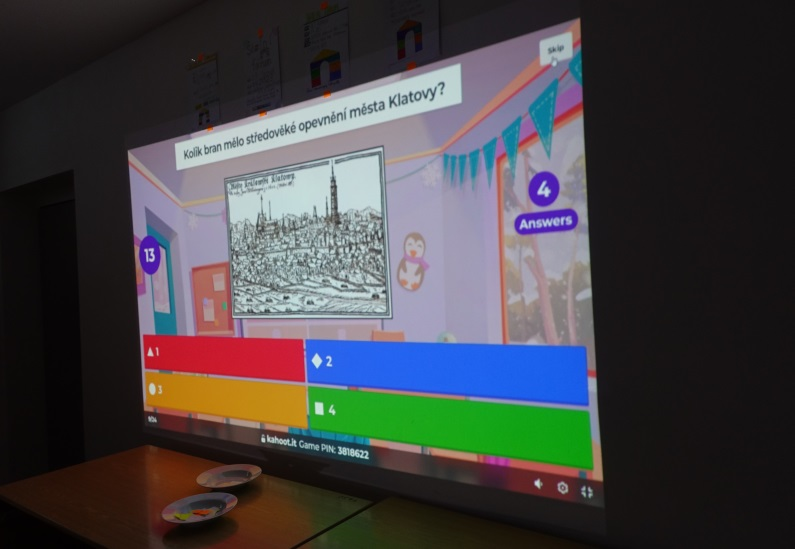 Skip
Kolik bran mělo středověké opevnění města Klatovy?
13
4
Answers
1
2
3
4
kahoot.it Game PIN: 3818622